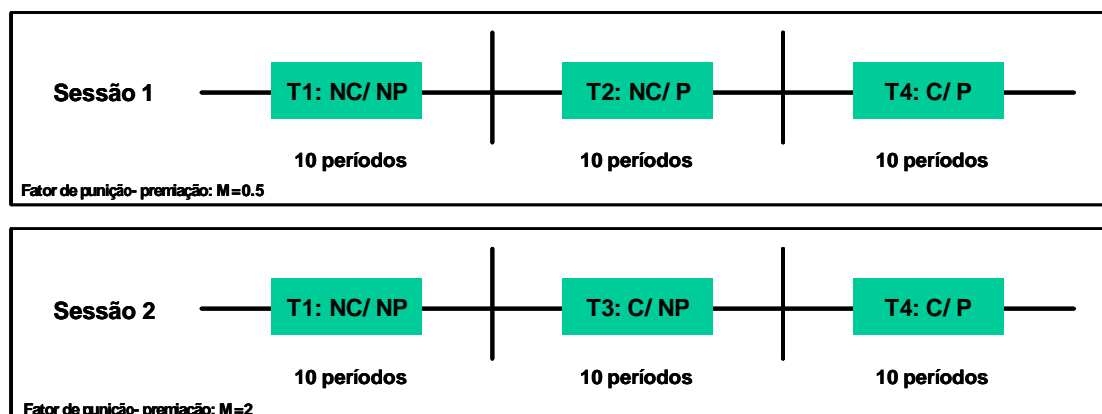 Sessão 1
T1: NC/ NP
T2: NC/ P
T4: C/ P
10 períodos
10 períodos
10 períodos
Fator de punição- premiação: M=0.5
Sessão 2
T1: NC/ NP
T3: C/ NP
T4: C/ P
10 períodos
10 períodos
10 períodos
Fator de punição- premiação: M=2